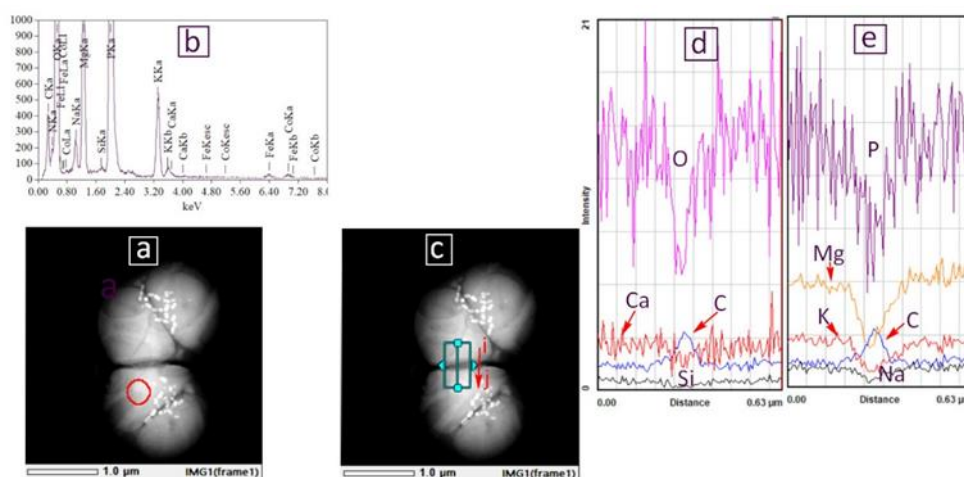 b
1000
900
800
700
600
500
400
300
200
100
0
CKa
NKa
OKa
FeLl
FeLa
CoLl
CoLa
NaKa
MgKa
SiKa
PKa
KKa
KKb
CaKa
CaKb
FeKesc
CoKesc
FeKa
CoKa
FeKb
CoKb
0.00 0.80 1.60 2.40 3.20 4.00 4.80 5.60 6.40 7.20 8.0
keV
a
a
1.0 µm IMG1(frame1)
c
i
j
1.0 µm IMG1(frame1)
d
21
Intensity
0
O
Ca
C
Si
0.00 Distance 0.63 µm
e
P
Mg
K
C
Na
0.00 Distance 0.63 µm